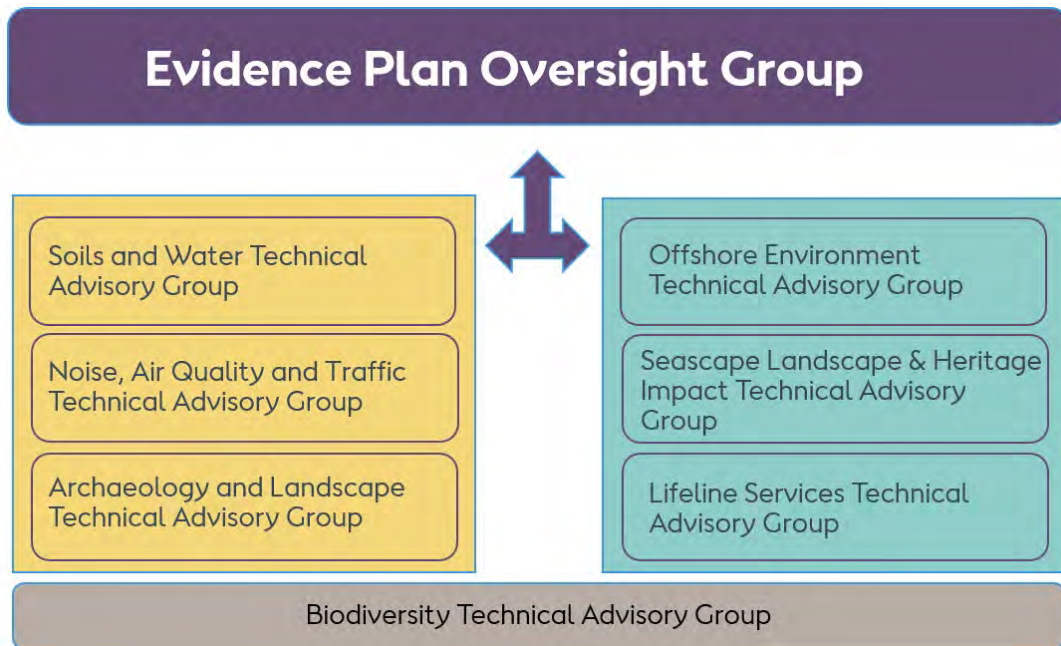 Evidence Plan Oversight Group
Soils and Water Technical
Advisory Group
Noise, Air Quality and Traffic
Technical Advisory Group
Archaeology and Landscape
Technical Advisory Group
Offshore Environment
Technical Advisory Group
Seascape Landscape & Heritage
Impact Technical Advisory
Group
Lifeline Services Technical
Advisory Group
Biodiversity Technical Advisory Group